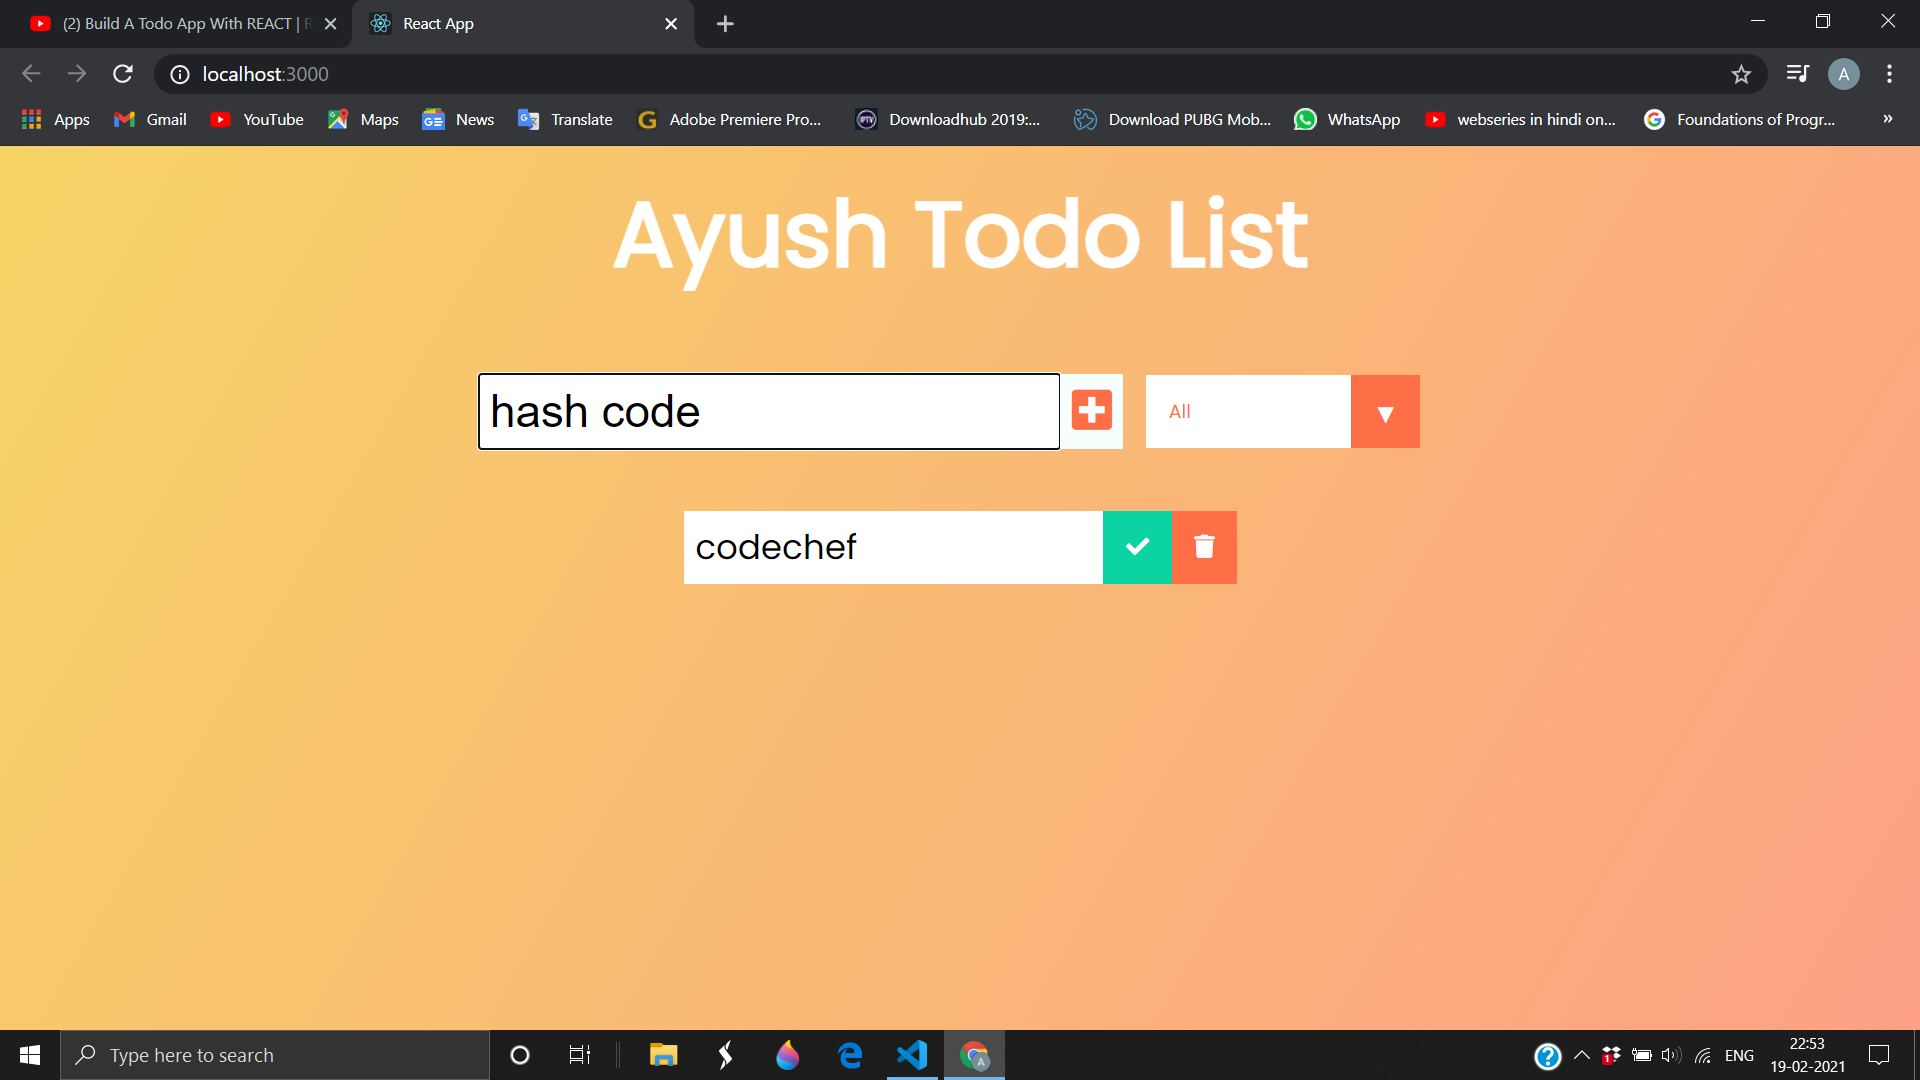 (2) Build A Todo App With REACT | R
React App
localhost:3000
A
Apps
Gmail
YouTube
Maps
News
Translate
Adobe Premiere Pro...
Downloadhub 2019:...
Download PUBG Mob...
WhatsApp
webseries in hindi on...
Foundations of Progr...
»
Ayush Todo List
hash code
All
codechef
Type here to search
ENG
22:53
19-02-2021